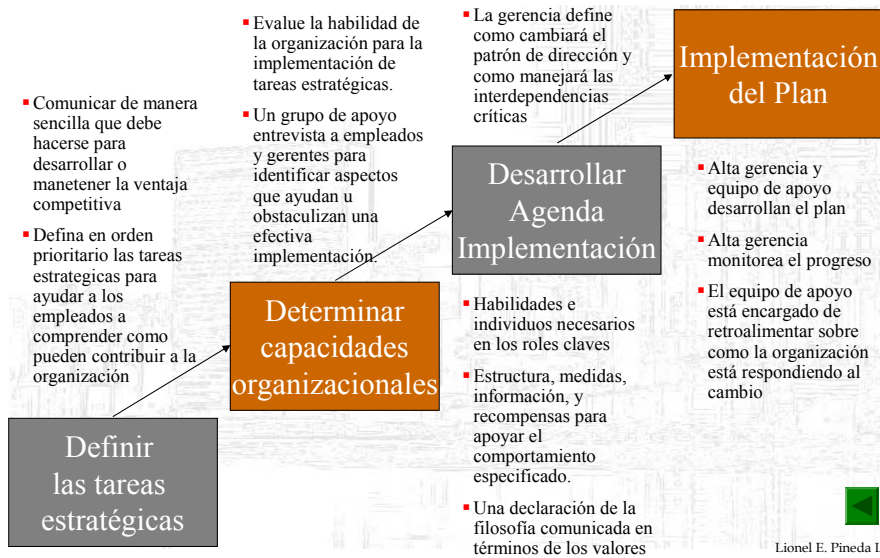 Comunicar de manera
sencilla que debe
hacerse para
desarrollar o
manetener la ventaja
competitiva
Defina en orden
prioritario las tareas
estrategicas para
ayudar a los
empleados a
comprender como
pueden contribuir a la
organización
Definir
las tareas
estratégicas
Evalue la habilidad de
la organización para la
implementación de
tareas estratégicas.
Un grupo de apoyo
entrevista a empleados
y gerentes para
identificar aspectos
que ayudan u
obstaculizan una
efectiva
implementación.
Determinar
capacidades
organizacionales
La gerencia define
como cambiará el
patrón de dirección y
como manejará las
interdependencias
críticas
Desarrollar
Agenda
Implementación
Habilidades e
individuos necesarios
en los roles claves
Estructura, medidas,
información, y
recompensas para
apoyar el
comportamiento
especificado.
Una declaración de la
filosofía comunicada en
términos de los valores
Implementación
del Plan
Alta gerencia y
equipo de apoyo
desarrollan el plan
Alta gerencia
monitorea el progreso
El equipo de apoyo
está encargado de
retroalimentar sobre
como la organización
está respondiendo al
cambio
Lionel E. Pineda